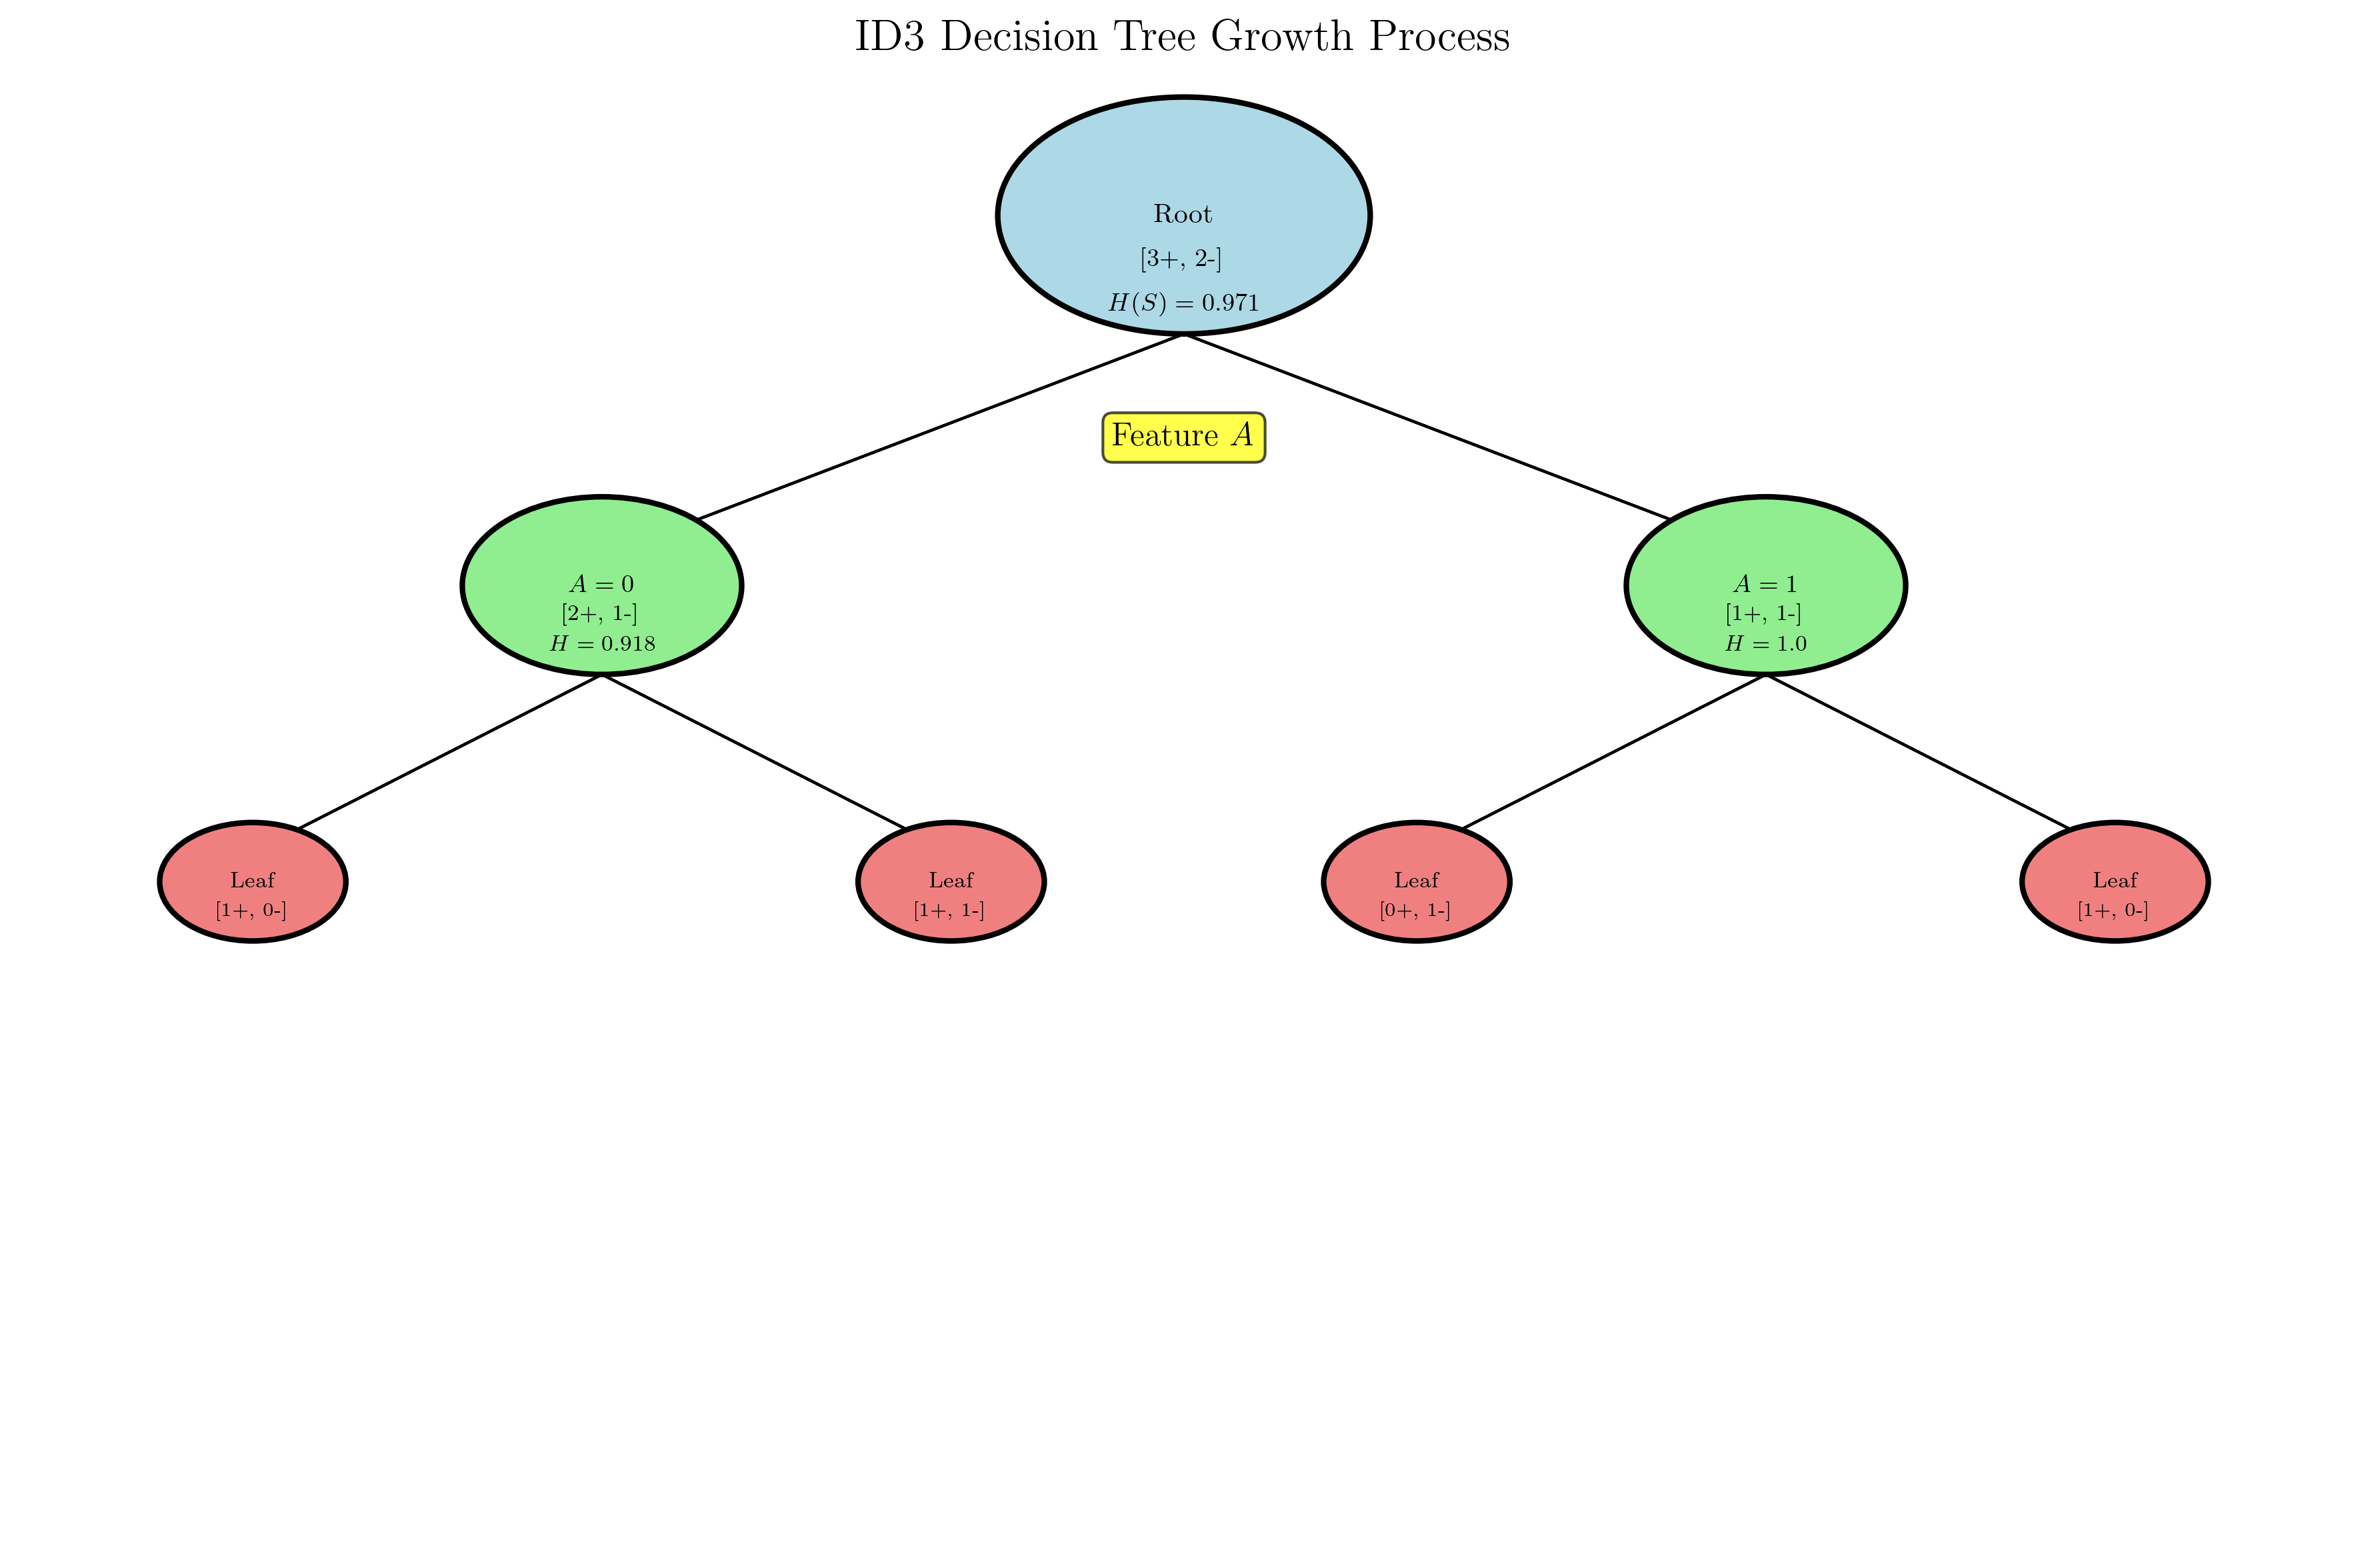 ID3 Decision Tree Growth Process
Root
[3+, 2-]
H(S) = 0.971
Feature A
A = 0
[2+, 1-]
H = 0.918
A = 1
[1+, 1-]
H = 1.0
Leaf
[1+, 0-]
Leaf
[1+, 1-]
Leaf
[0+, 1-]
Leaf
[1+, 0-]